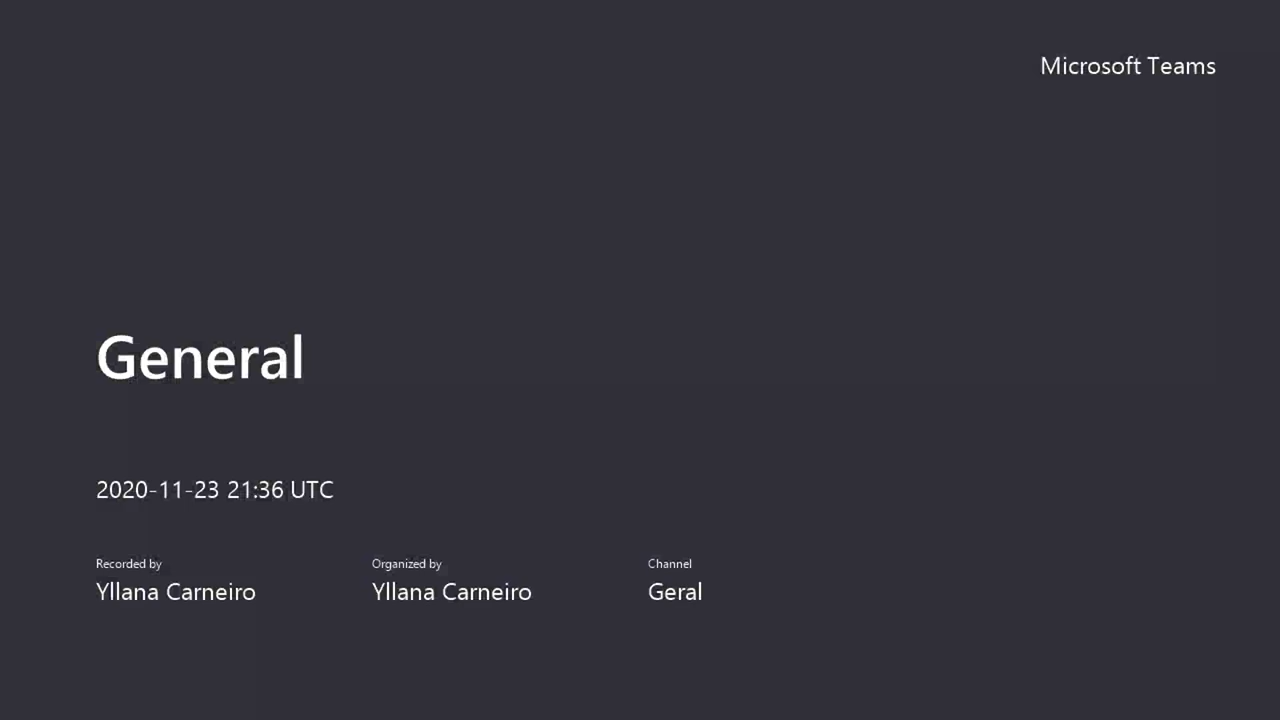 Microsoft Teams
General
2020-11-23 21:36 UTC
Recorded by
Yllana Carneiro
Organized by
Yllana Carneiro
Channel
Geral